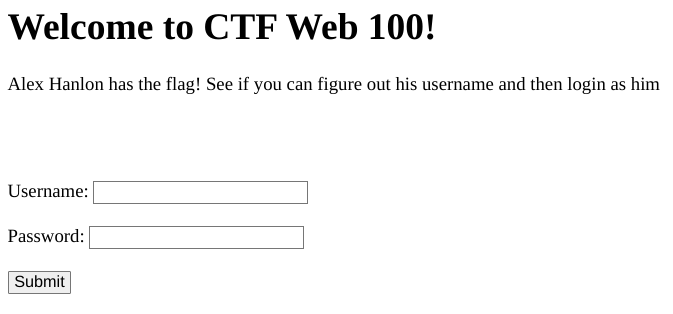 Welcome to CTF Web 100!
Alex Hanlon has the flag! See if you can figure out his username and then login as him
Username:
Password:
Submit